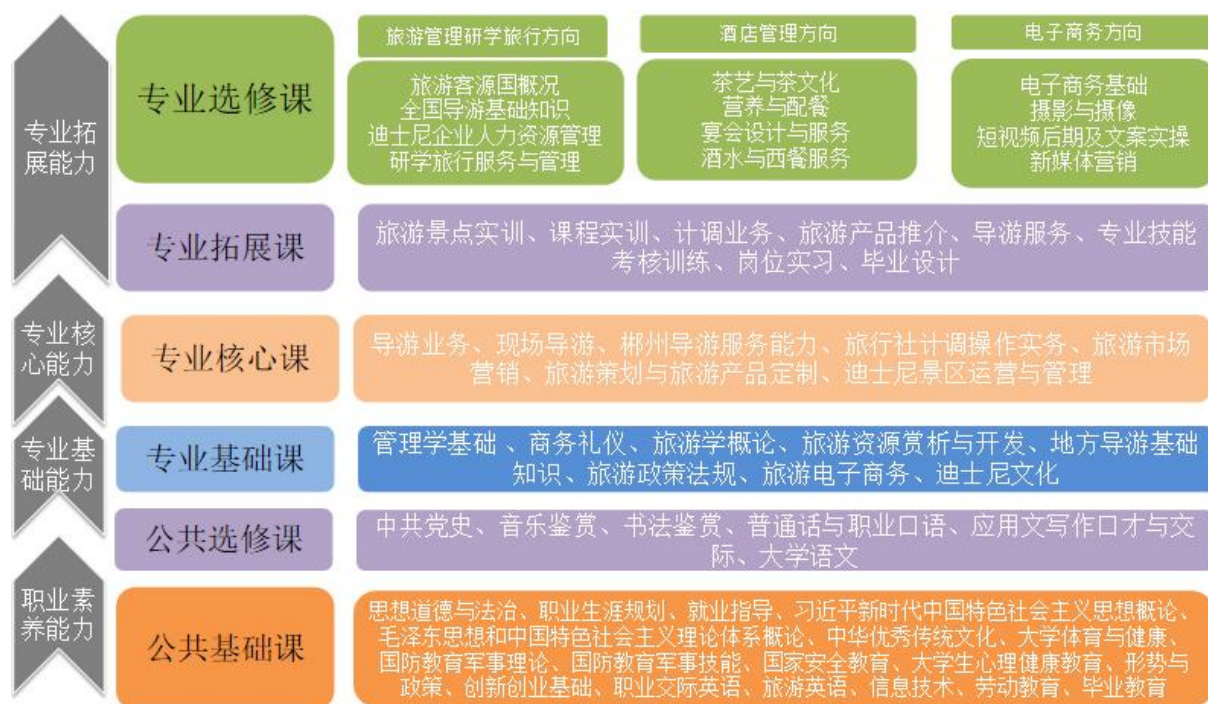 专业拓
展能力
专业选修课
旅游管理研学旅行方向
旅游客源国概况
全国导游基础知识
迪士尼企业人力资源管理
研学旅行服务与管理
酒店管理方向
茶艺与茶文化
营养与配餐
宴会设计与服务
酒水与西餐服务
电子商务方向
电子商务基础
摄影与摄像
短视频后期及文案实操
新媒体营销
专业拓展课
旅游景点实训、课程实训、计调业务、旅游产品推介、导游服务、专业技能
考核训练、岗位实习、毕业设计
专业核
心能力
专业核心课
导游业务、现场导游、郴州导游服务能力、旅行社计调操作实务、旅游市场
营销、旅游策划与旅游产品定制、迪士尼景区运营与管理
专业基
础能力
专业基础课
管理学基础 、商务礼仪、旅游学概论、旅游资源赏析与开发、地方导游基础
知识、旅游政策法规、旅游电子商务、迪士尼文化
公共选修课
中共党史、音乐鉴赏、书法鉴赏、普通话与职业口语、应用文写作口才与交
际、大学语文
职业素
养能力
公共基础课
思想道德与法治、职业生涯规划、就业指导、习近平新时代中国特色社会主义思想概论、
毛泽东思想和中国特色社会主义理论体系概论、中华优秀传统文化、大学体育与健康、
国防教育军事理论、国防教育军事技能、国家安全教育、大学生心理健康教育、形势与
政策、创新创业基础、职业交际英语、旅游英语、信息技术、劳动教育、毕业教育